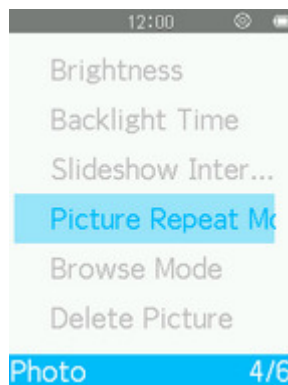 12:00
Brightness
Backlight Time
Slideshow Inter...
Picture Repeat Mo
Browse Mode
Delete Picture
Photo 4/6